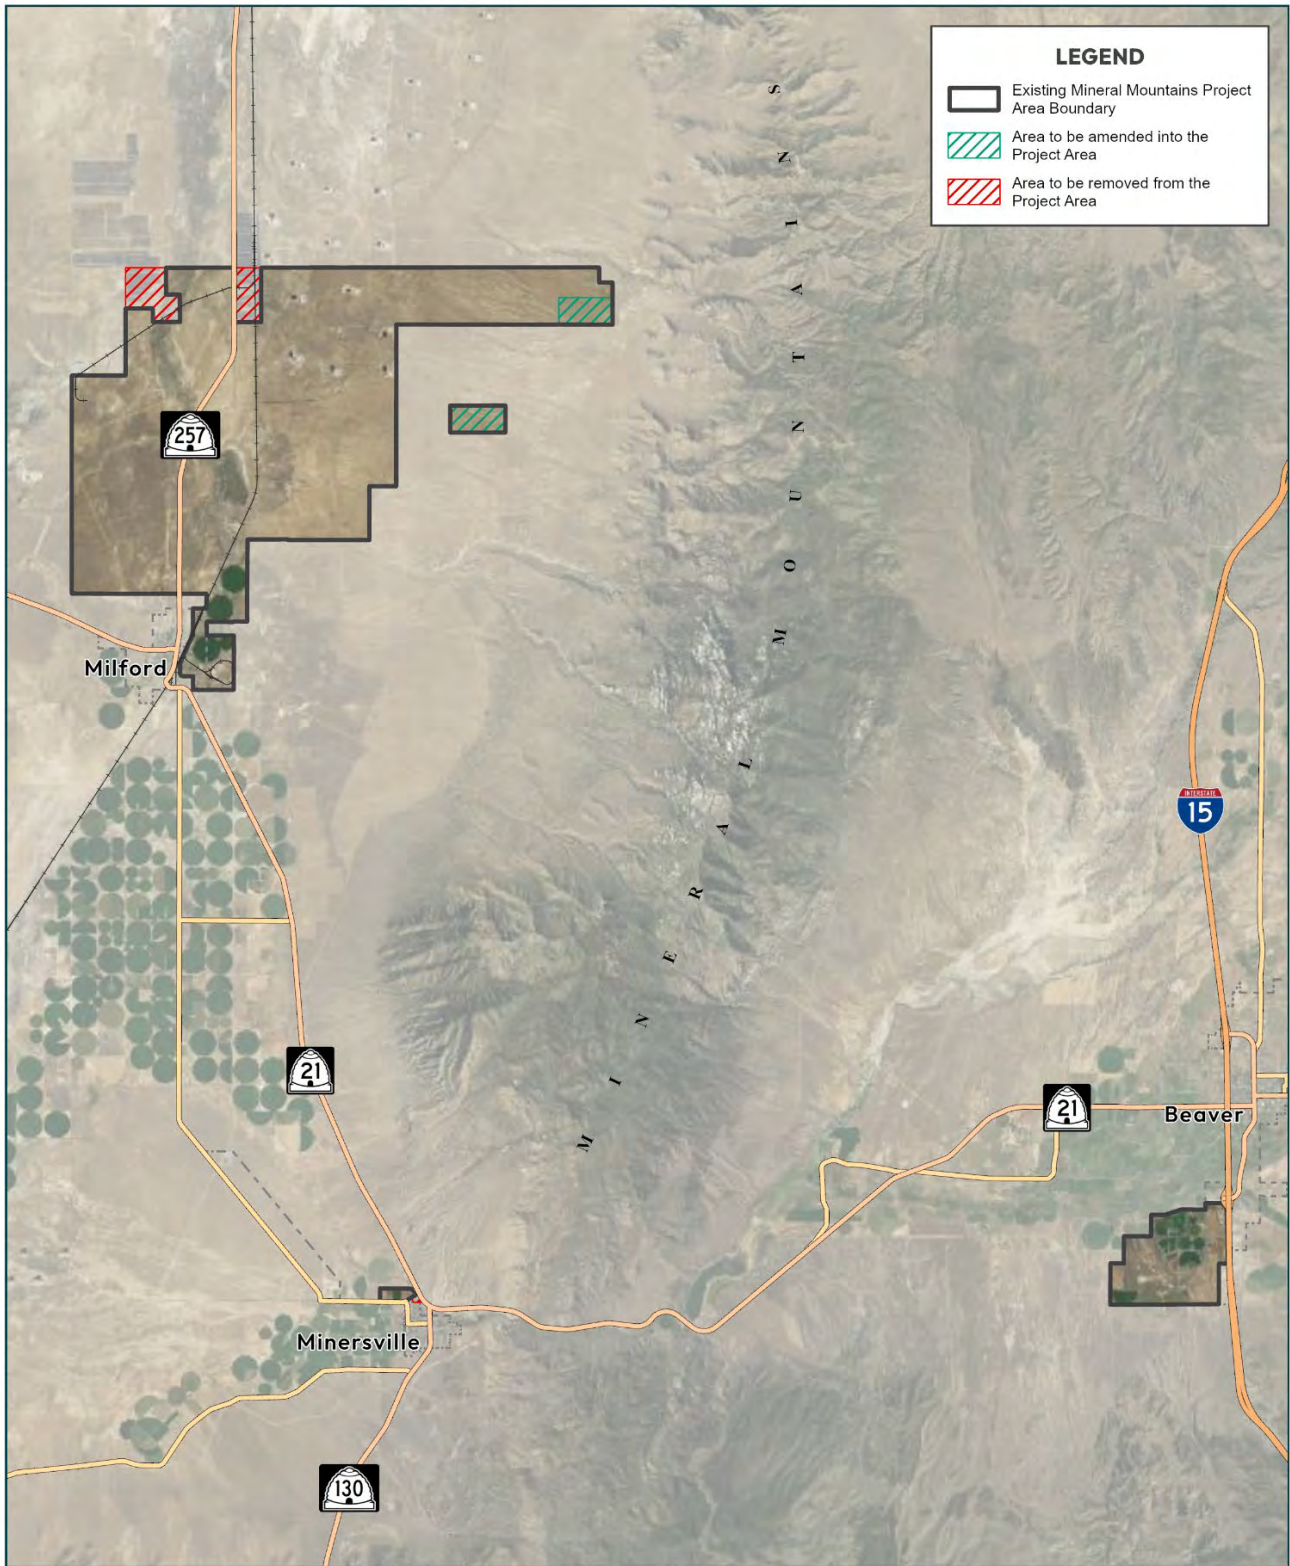 LEGEND
Existing Mineral Mountains Project
Area Boundary
Area to be amended into the
Project Area
Area to be removed from the
Project Area
MINERAL MOUNTAINS
257
Milford
INTERSTATE
15
21
21
Beaver
Minersville
130